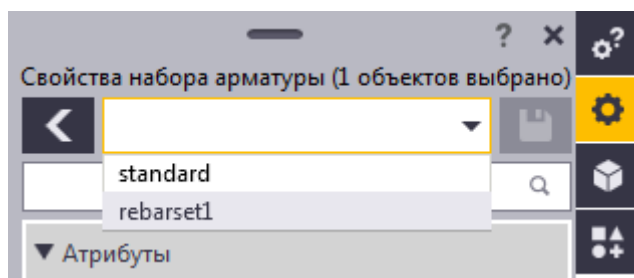 ?
Свойства набора арматуры (1 объектов выбрано)
standard
rebarset1
Атрибуты